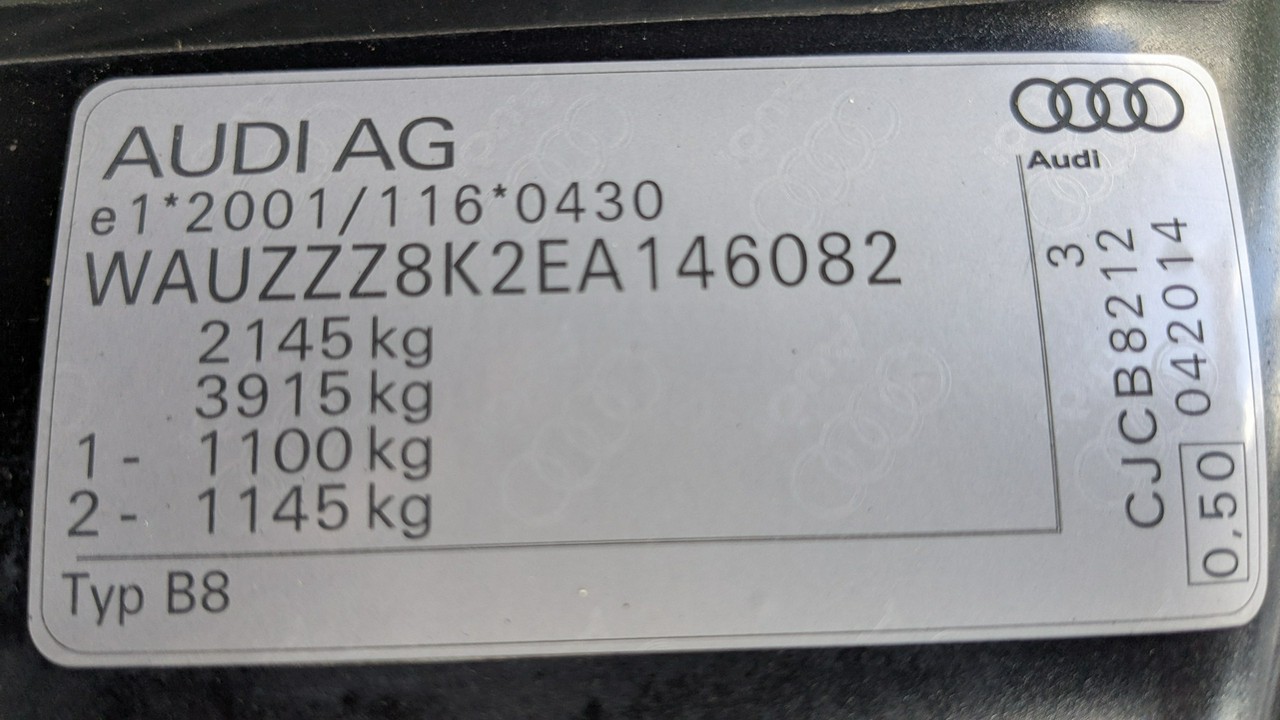 AUDI AG
e1*2001/116*0430
WAUZZZ8K2EA146082
2145 kg
3915 kg
1 - 1100 kg
2 - 1145 kg
Typ B8
Audi
3
CJCB8212
0,50 042014